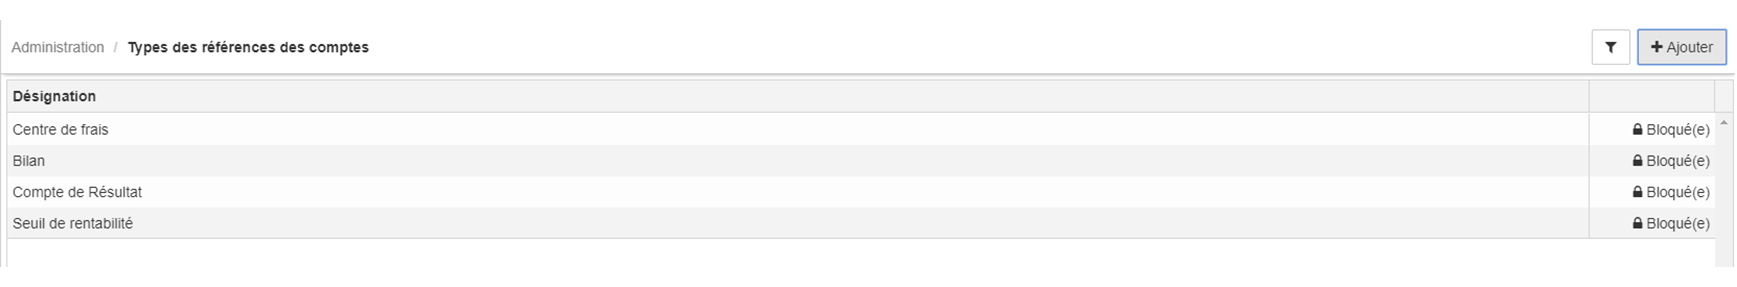 Administration / Types des références des comptes
Ajouter
Désignation
Centre de frais Bloqué(e)
Bilan Bloqué(e)
Compte de Résultat Bloqué(e)
Seuil de rentabilité Bloqué(e)